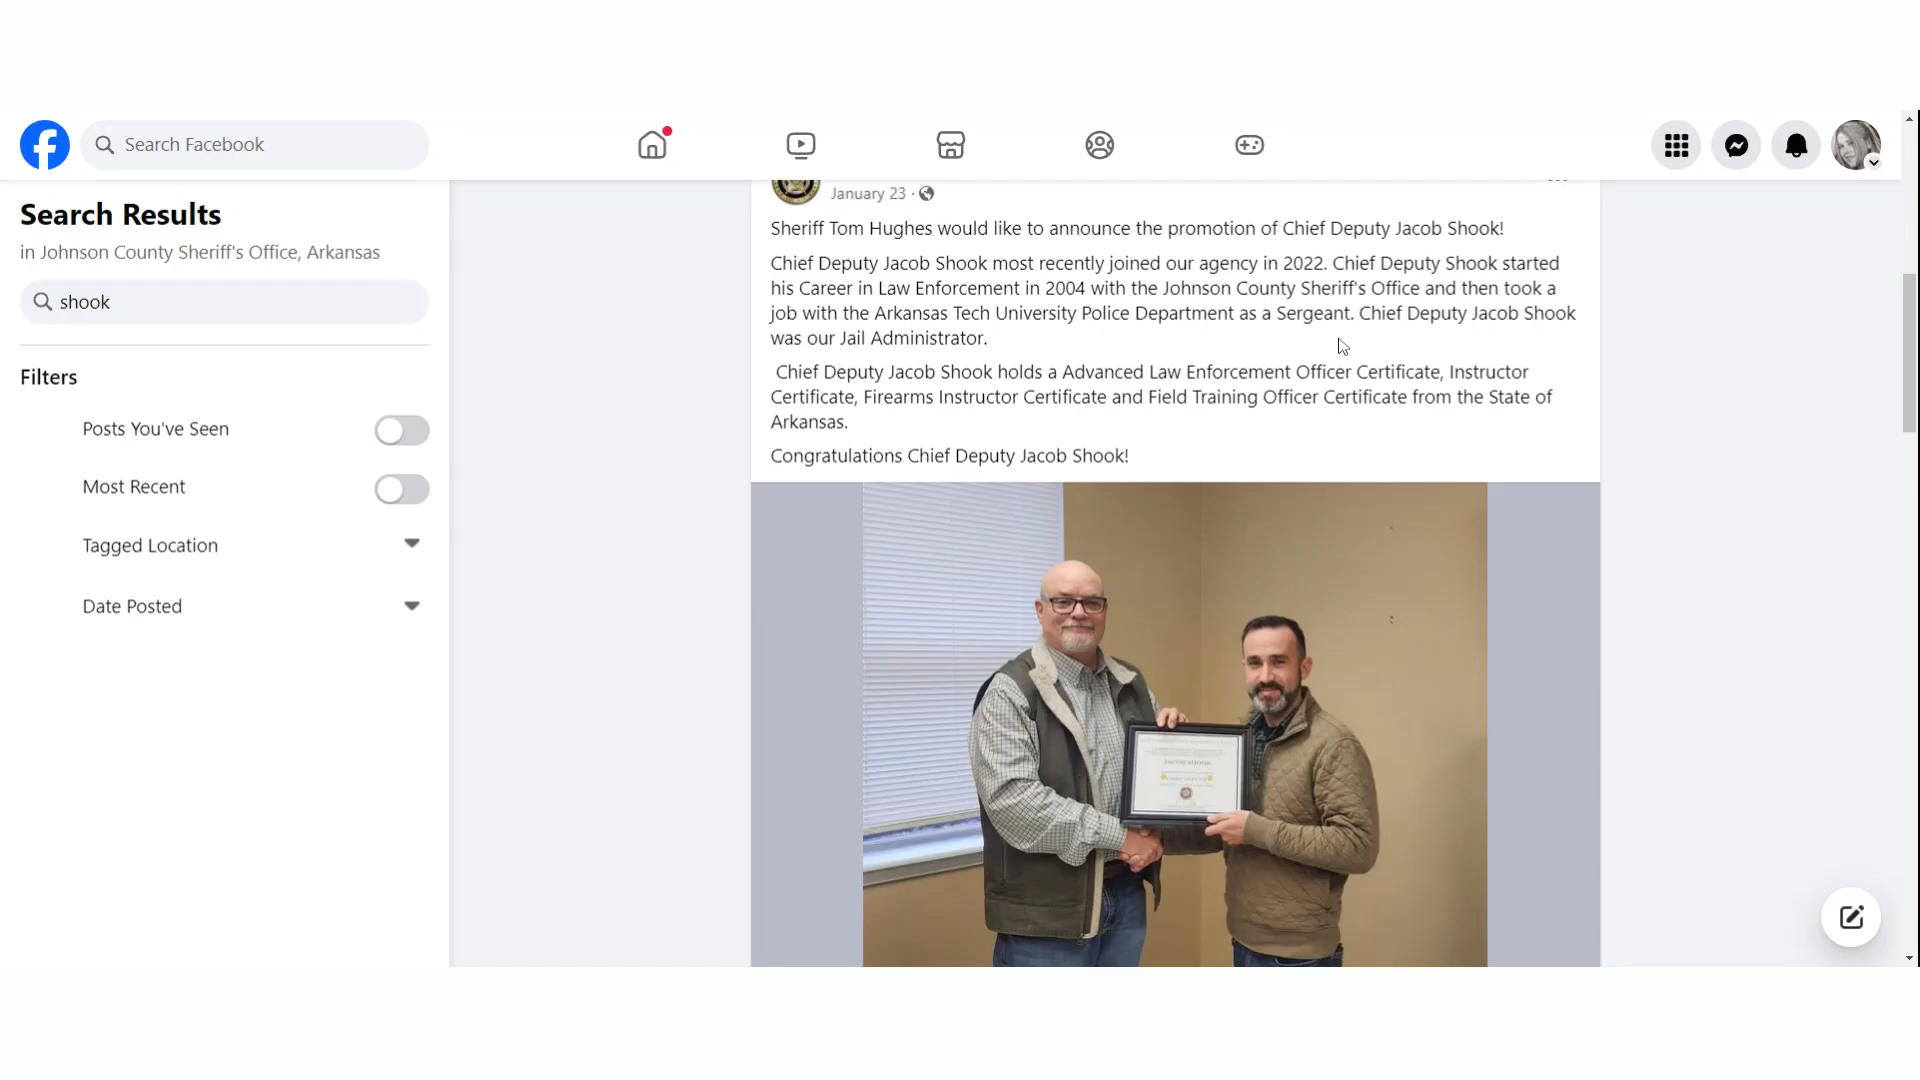 Search Facebook
Search Results
in Johnson County Sheriff's Office, Arkansas
shook
Filters
Posts You've Seen
Most Recent
Tagged Location
Date Posted
January 23 ·
Sheriff Tom Hughes would like to announce the promotion of Chief Deputy Jacob Shook!
Chief Deputy Jacob Shook most recently joined our agency in 2022. Chief Deputy Shook started
his Career in Law Enforcement in 2004 with the Johnson County Sheriff's Office and then took a
job with the Arkansas Tech University Police Department as a Sergeant. Chief Deputy Jacob Shook
was our Jail Administrator.
Chief Deputy Jacob Shook holds a Advanced Law Enforcement Officer Certificate, Instructor
Certificate, Firearms Instructor Certificate and Field Training Officer Certificate from the State of
Arkansas.
Congratulations Chief Deputy Jacob Shook!
JACOB SHOOK